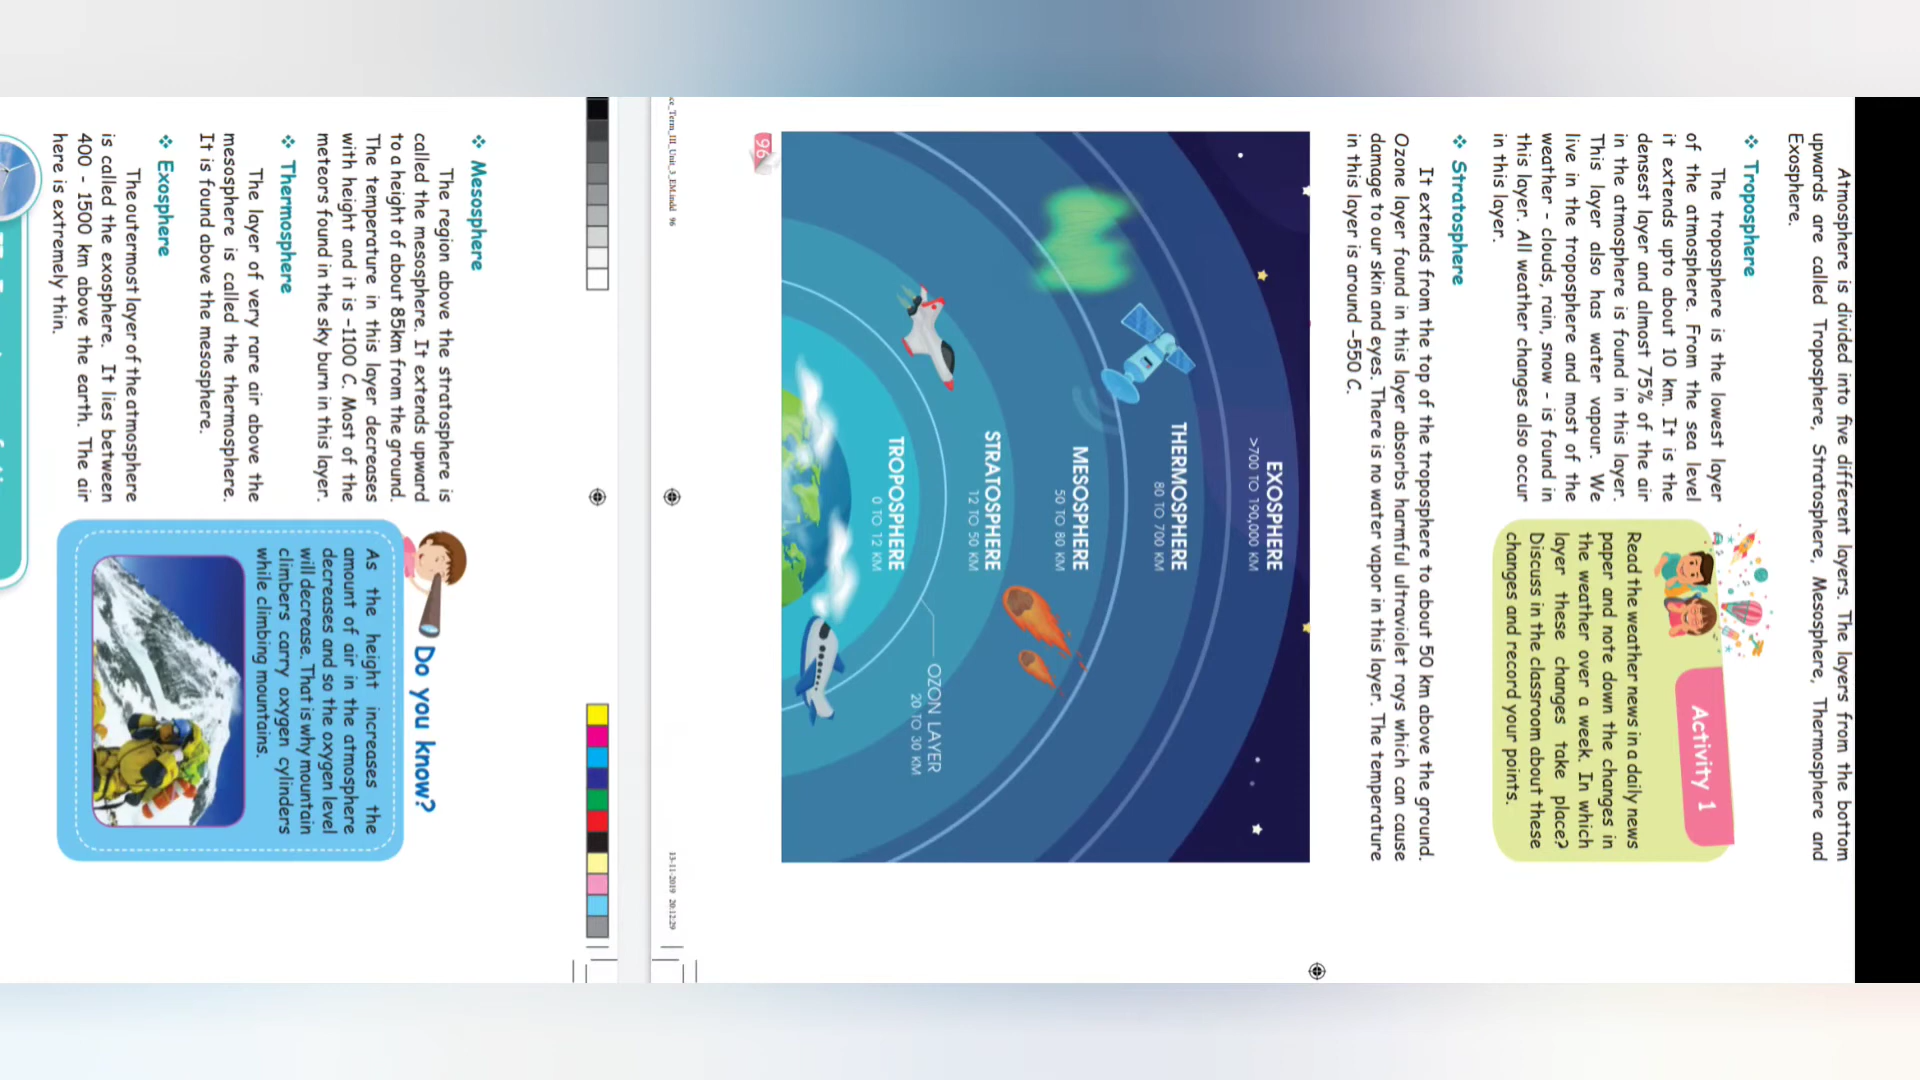 Atmosphere is divided into five different layers. The layers from the bottom
upwards are called Troposphere, Stratosphere, Mesosphere, Thermosphere and
Exosphere.
❖ Troposphere
The troposphere is the lowest layer
of the atmosphere. From the sea level
it extends upto about 10 km. It is the
densest layer and almost 75% of the air
in the atmosphere is found in this layer.
This layer also has water vapour. We
live in the troposphere and most of the
weather - clouds, rain, snow - is found in
this layer. All weather changes also occur
in this layer.
Activity 1
Read the weather news in a daily news
paper and note down the changes in
the weather over a week. In which
layer these changes take place?
Discuss in the classroom about these
changes and record your points.
❖ Stratosphere
It extends from the top of the troposphere to about 50 km above the ground.
Ozone layer found in this layer absorbs harmful ultraviolet rays which can cause
damage to our skin and eyes. There is no water vapor in this layer. The temperature
in this layer is around -550 C.
EXOSPHERE
>700 TO 190,000 KM
THERMOSPHERE
80 TO 700 KM
MESOSPHERE
50 TO 80 KM
STRATOSPHERE
12 TO 50 KM
OZON LAYER
20 TO 30 KM
TROPOSPHERE
0 TO 12 KM
96
ce_Term_III_Unit_3_EM.indd 96
13-11-2019 20:12:29
❖ Mesosphere
The region above the stratosphere is
called the mesosphere. It extends upward
to a height of about 85km from the ground.
The temperature in this layer decreases
with height and it is -1100 C. Most of the
meteors found in the sky burn in this layer.
❖ Thermosphere
The layer of very rare air above the
mesosphere is called the thermosphere.
It is found above the mesosphere.
❖ Exosphere
The outermost layer of the atmosphere
is called the exosphere. It lies between
400 - 1500 km above the earth. The air
here is extremely thin.
Do you know?
As the height increases the
amount of air in the atmosphere
decreases and so the oxygen level
will decrease. That is why mountain
climbers carry oxygen cylinders
while climbing mountains.